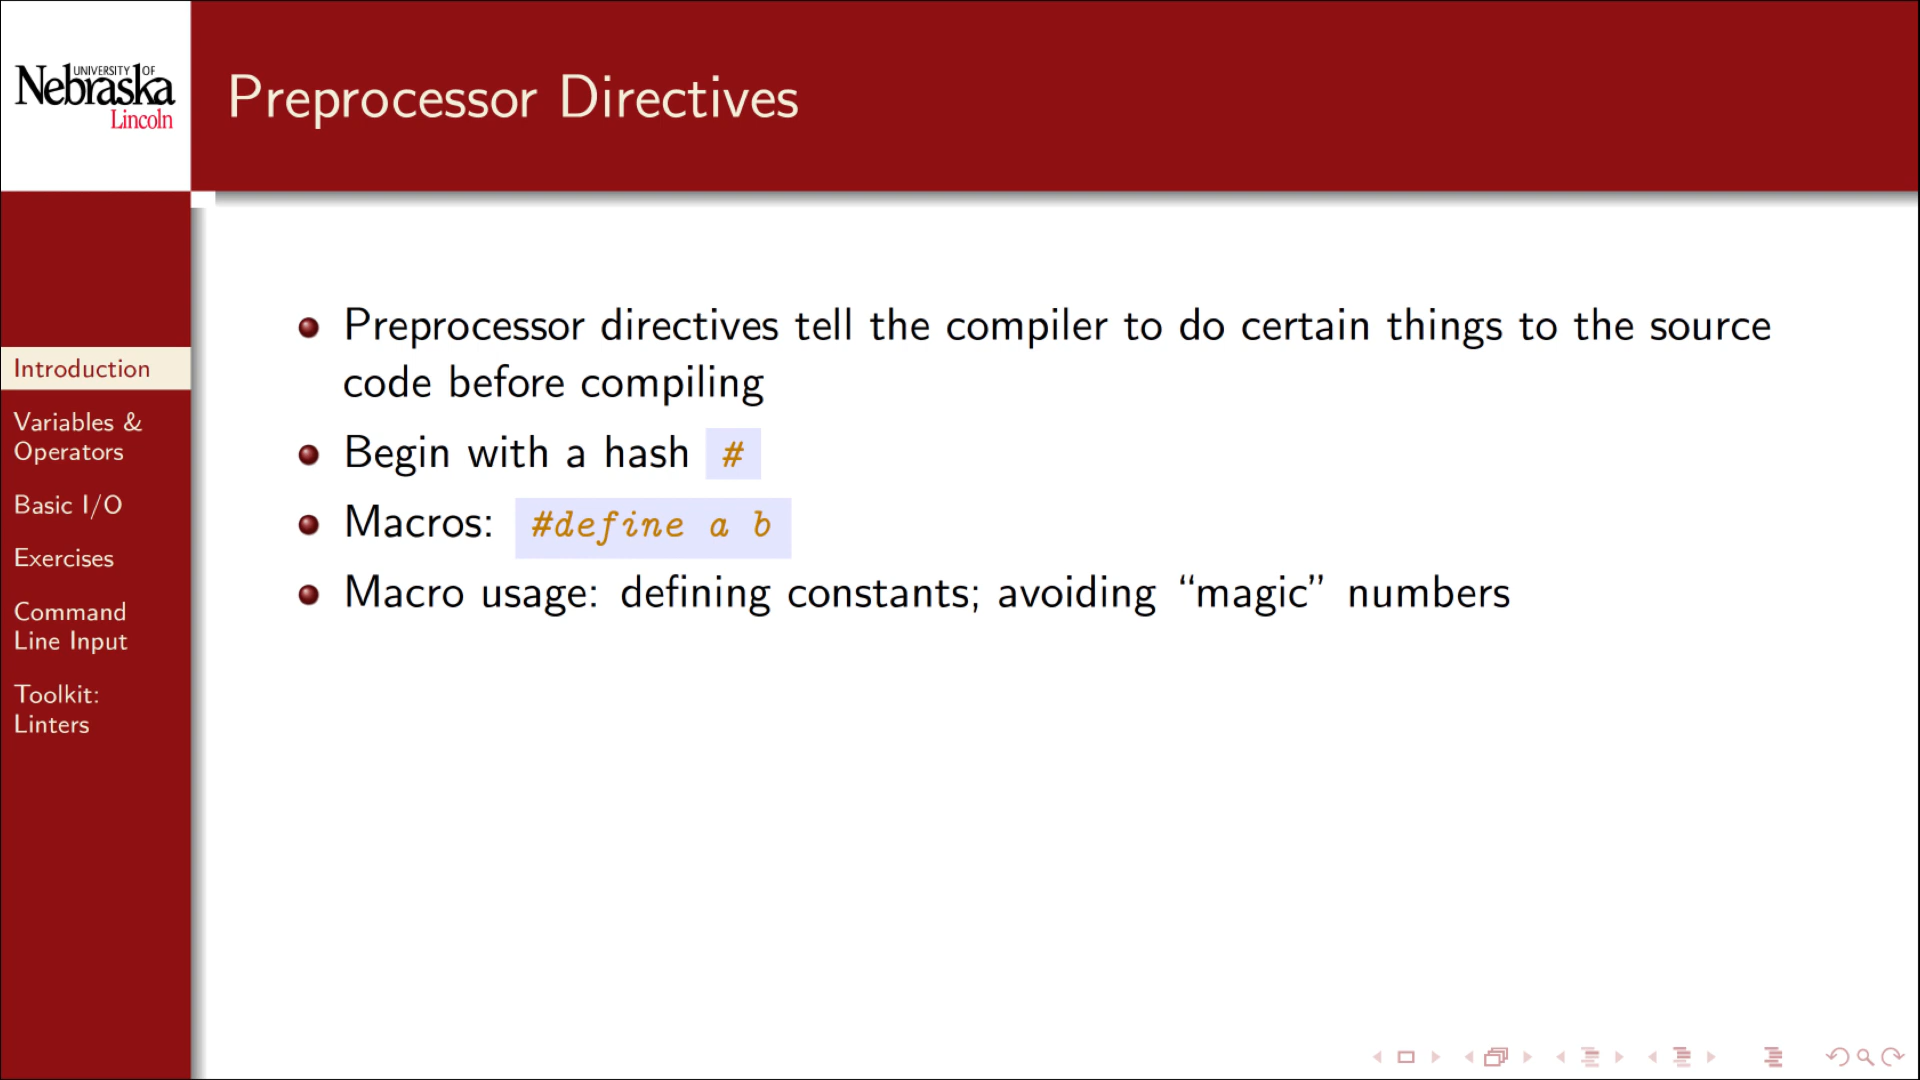 UNIVERSITY OF
Nebraska
Lincoln
Preprocessor Directives
Introduction
Variables &
Operators
Basic I/O
Exercises
Command
Line Input
Toolkit:
Linters
Preprocessor directives tell the compiler to do certain things to the source
code before compiling
Begin with a hash #
Macros: #define a b
Macro usage: defining constants; avoiding “magic” numbers